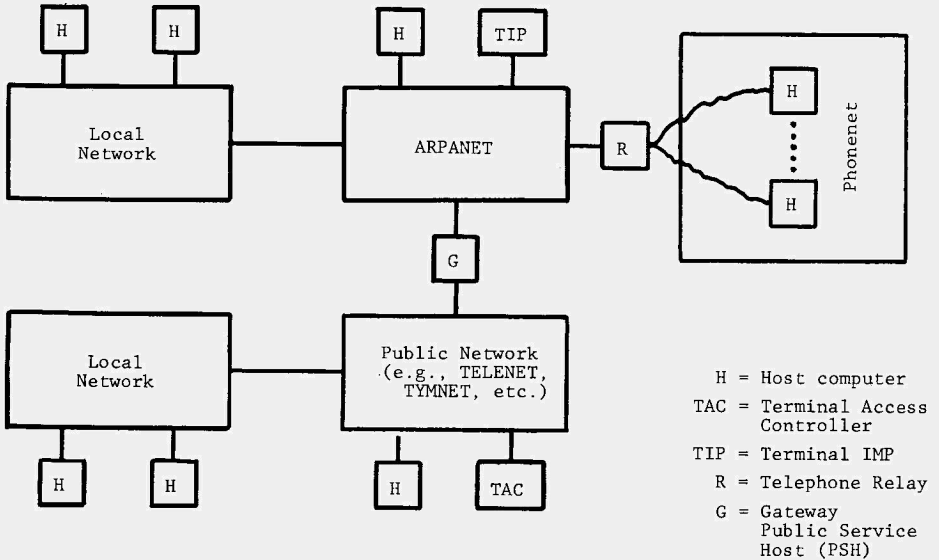 H
H
H
TIP
Local
Network
ARPANET
R
H
H
Phonenet
G
Local
Network
Public Network
(e.g., TELENET,
TYMNET, etc.)
H
H
H
TAC
H = Host computer
TAC = Terminal Access
Controller
TIP = Terminal IMP
R = Telephone Relay
G = Gateway
Public Service
Host (PSH)